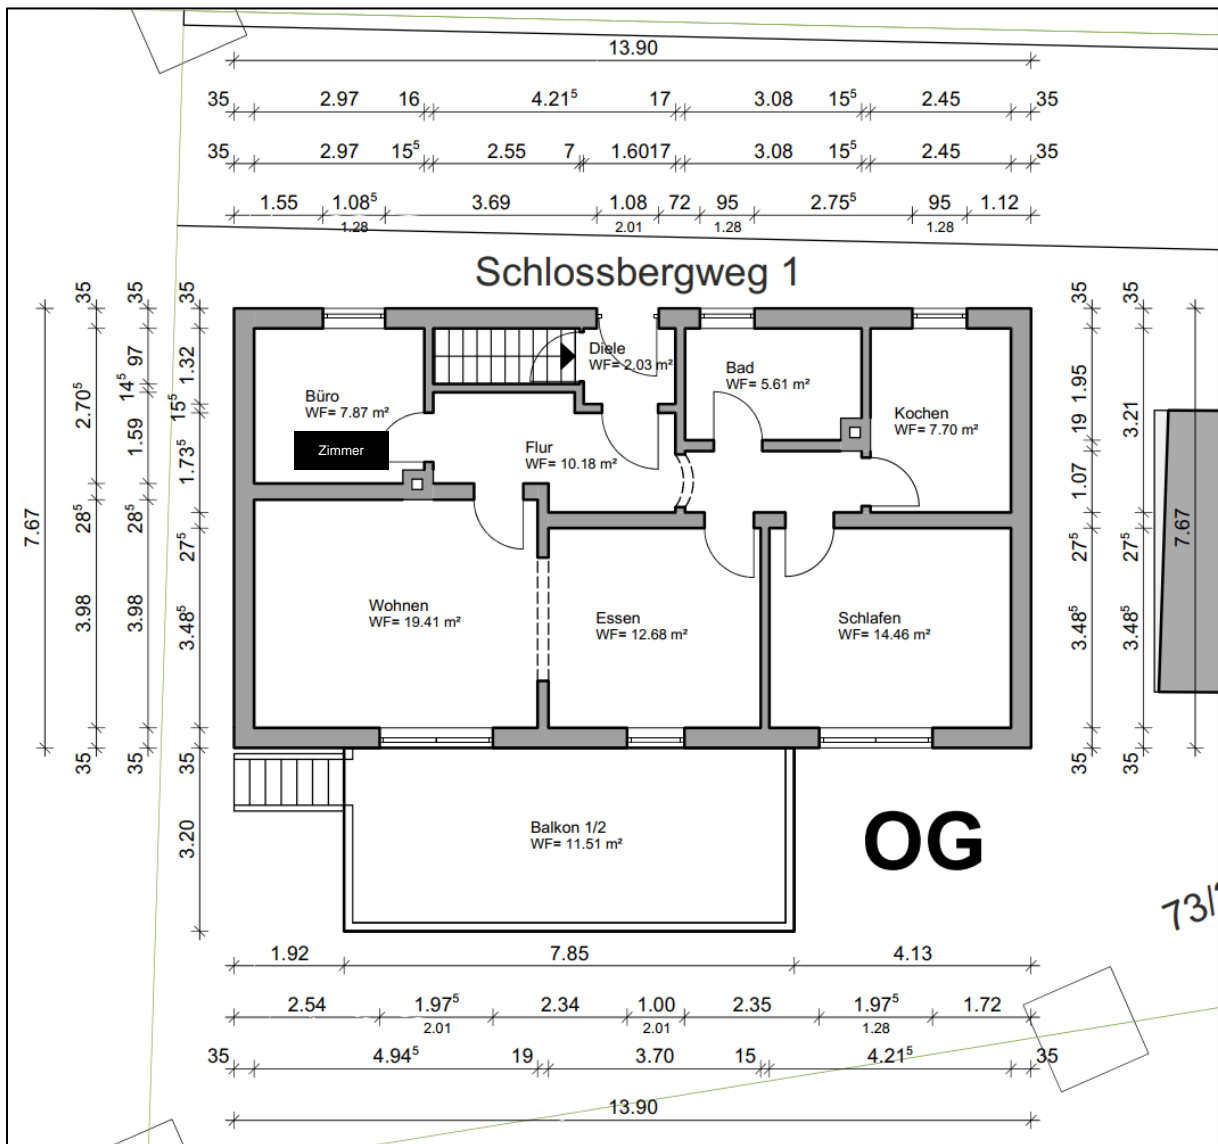 13.90
35 2.97 16 4.21⁵ 17 3.08 15⁵ 2.45 35
35 2.97 15⁵ 2.55 7 1.6017 3.08 15⁵ 2.45 35
1.55 1.08⁵ 3.69 1.08 72 95 2.75⁵ 95 1.12
1.28 2.01 1.28 1.28
Schlossbergweg 1
7.67
35 2.70⁵ 28⁵ 3.98 35
35 97 14⁵ 1.59 28⁵ 3.98 35
35 1.32 15⁵ 1.73⁵ 27⁵ 3.48⁵ 35 3.20
Büro
WF= 7.87 m²
Zimmer
Diele
WF= 2.03 m²
Bad
WF= 5.61 m²
Kochen
WF= 7.70 m²
Flur
WF= 10.18 m²
Wohnen
WF= 19.41 m²
Essen
WF= 12.68 m²
Schlafen
WF= 14.46 m²
35 1.95 19 1.07 27⁵ 3.48⁵ 35
35 3.21 27⁵ 3.48⁵ 35
7.67
Balkon 1/2
WF= 11.51 m²
OG
1.92 7.85 4.13
2.54 1.97⁵ 2.34 1.00 2.35 1.97⁵ 1.72
2.01 2.01 1.28
35 4.94⁵ 19 3.70 15 4.21⁵ 35
13.90